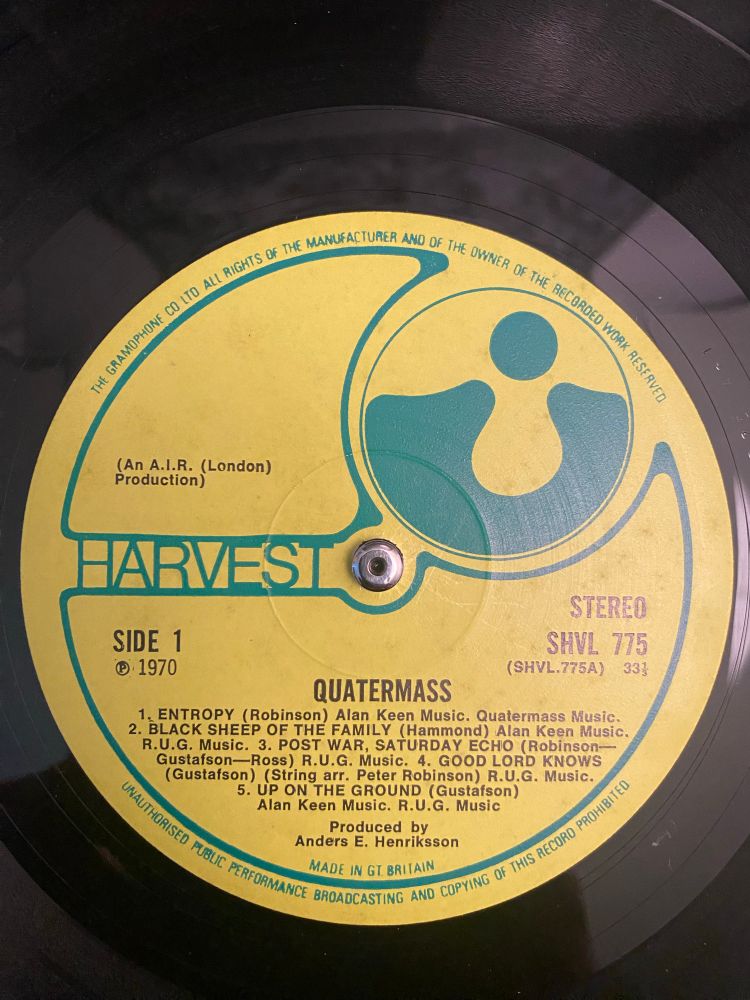 THE GRAMOPHONE CO LTD ALL RIGHTS OF THE MANUFACTURER AND OF THE OWNER OF THE RECORDED WORK RESERVED
(An A.I.R. (London)
Production)
HARVEST
STEREO
SIDE 1
SHVL 775
℗ 1970
(SHVL.775A) 33⅓
QUATERMASS
1. ENTROPY (Robinson) Alan Keen Music. Quatermass Music.
2. BLACK SHEEP OF THE FAMILY (Hammond) Alan Keen Music.
R.U.G. Music. 3. POST WAR, SATURDAY ECHO (Robinson—
Gustafson—Ross) R.U.G. Music. 4. GOOD LORD KNOWS
(Gustafson) (String arr. Peter Robinson) R.U.G. Music.
5. UP ON THE GROUND (Gustafson)
Alan Keen Music. R.U.G. Music
Produced by
Anders E. Henriksson
MADE IN GT. BRITAIN
UNAUTHORISED PUBLIC PERFORMANCE BROADCASTING AND COPYING OF THIS RECORD PROHIBITED